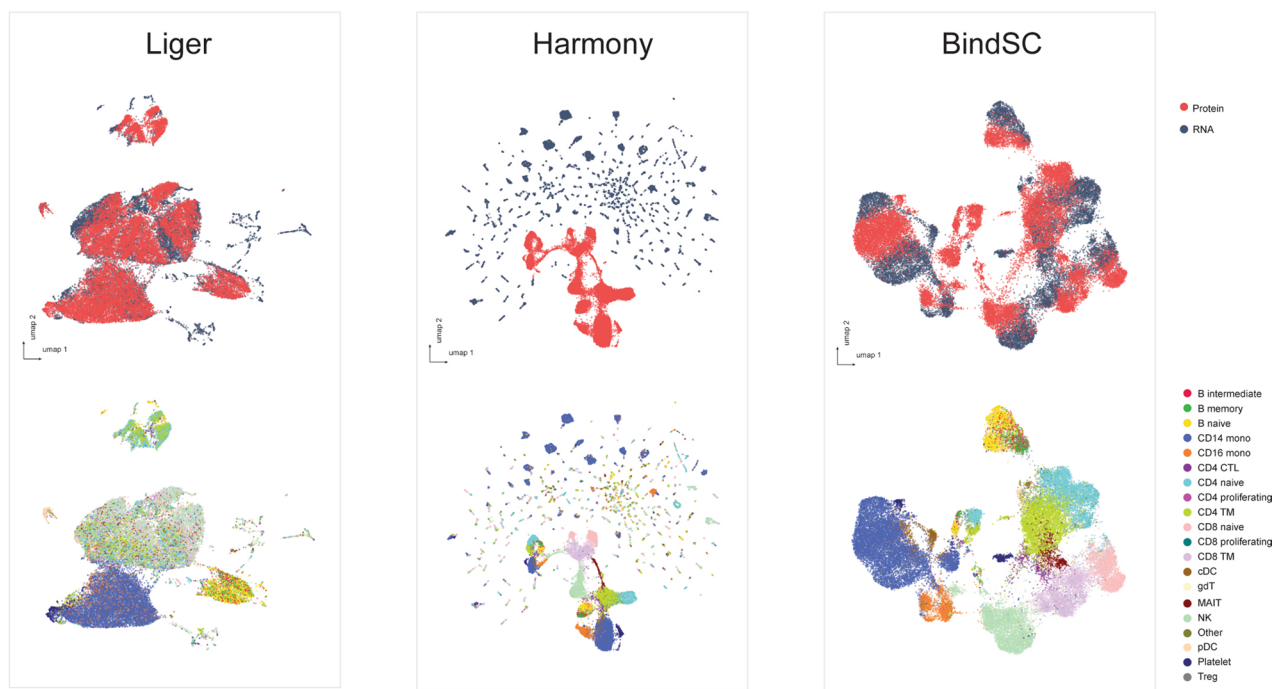 Liger
Harmony
BindSC
Protein
RNA
umap 2
umap 1
umap 2
umap 1
umap 2
umap 1
B intermediate
B memory
B naive
CD14 mono
CD16 mono
CD4 CTL
CD4 naive
CD4 proliferating
CD4 TM
CD8 naive
CD8 proliferating
CD8 TM
cDC
gdT
MAIT
NK
Other
pDC
Platelet
Treg